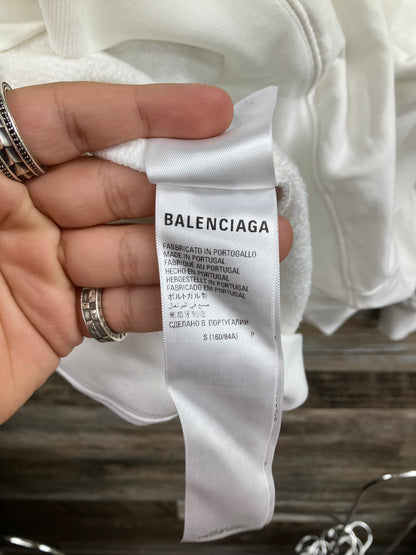 BALENCIAGA
FABBRICATO IN PORTOGALLO
MADE IN PORTUGAL
FABRIQUÉ AU PORTUGAL
HECHO EN PORTUGAL
HERGESTELLT IN PORTUGAL
FABRICADO EM PORTUGAL
ポルトガル製
صنع في البرتغال
葡萄牙制造
СДЕЛАНО В ПОРТУГАЛИИ
S (160/84A) P